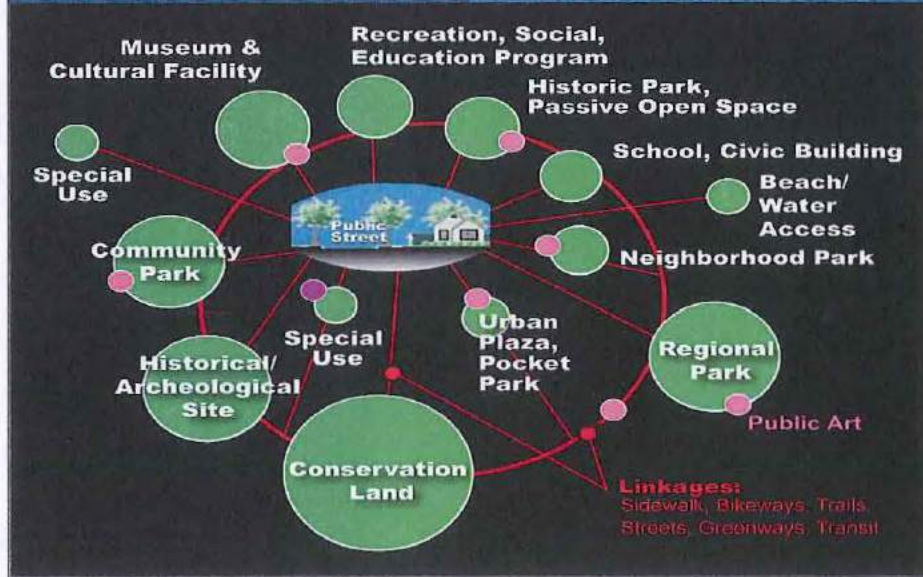 Museum &
Cultural Facility
Recreation, Social,
Education Program
Historic Park,
Passive Open Space
School, Civic Building
Beach/
Water
Access
Special
Use
Public
Street
Community
Park
Neighborhood Park
Special
Use
Urban
Plaza,
Pocket
Park
Regional
Park
Historical/
Archeological
Site
Public Art
Conservation
Land
Linkages:
Sidewalk, Bikeways, Trails,
Streets, Greenways, Transit